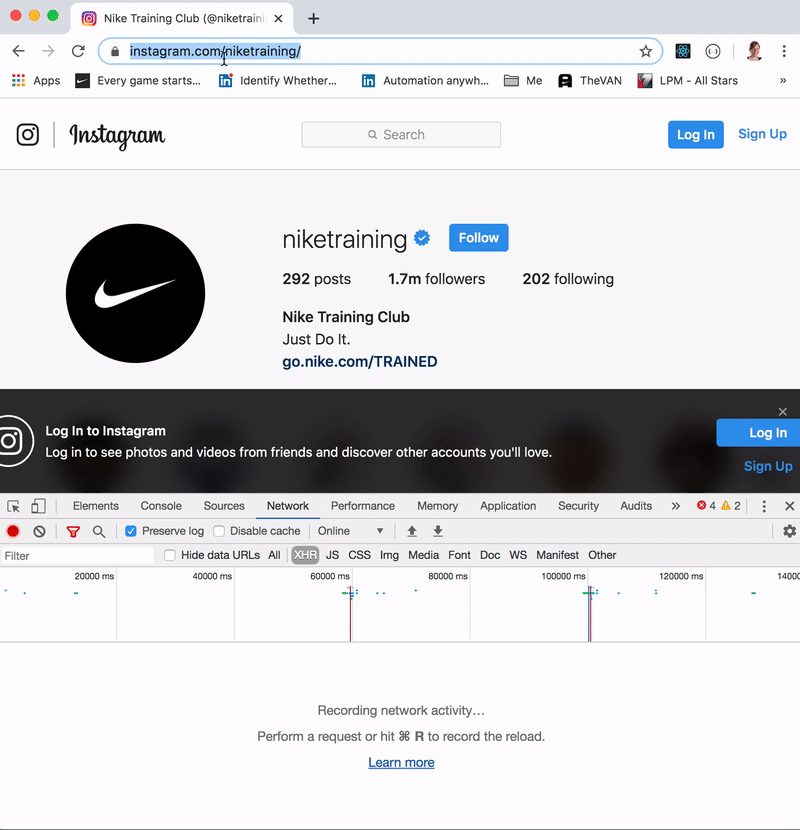 Nike Training Club (@niketraini
instagram.com/niketraining/
Apps Every game starts... Identify Whether... Automation anywh... Me TheVAN LPM - All Stars »
Instagram Search Log In Sign Up
niketraining Follow
292 posts 1.7m followers 202 following
Nike Training Club
Just Do It.
go.nike.com/TRAINED
Log In to Instagram
Log in to see photos and videos from friends and discover other accounts you'll love.
Log In
Sign Up
Elements Console Sources Network Performance Memory Application Security Audits » 4 2
Preserve log Disable cache Online
Filter Hide data URLs All XHR JS CSS Img Media Font Doc WS Manifest Other
20000 ms 40000 ms 60000 ms 80000 ms 100000 ms 120000 ms 14000
Recording network activity…
Perform a request or hit ⌘ R to record the reload.
Learn more